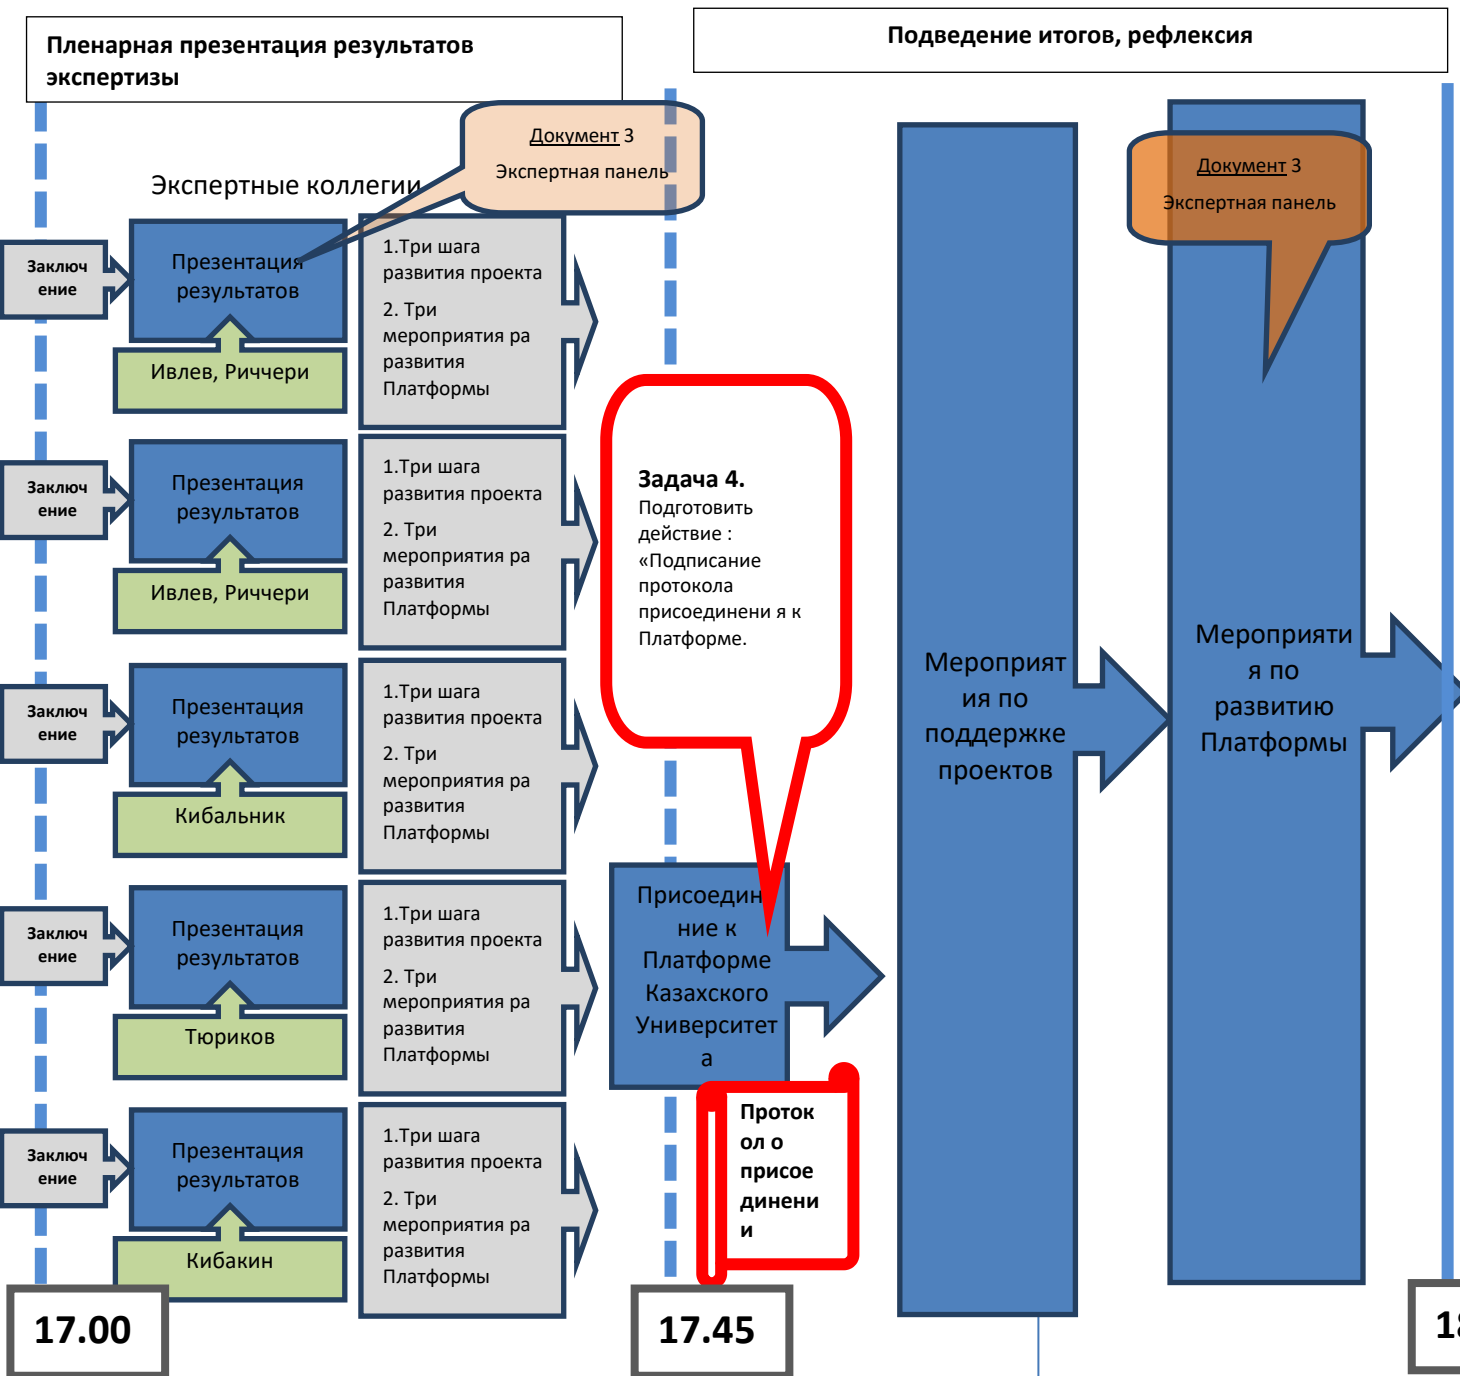 Пленарная презентация результатов
экспертизы
Подведение итогов, рефлексия
Документ 3
Экспертная панель
Документ 3
Экспертная панель
Экспертные коллегии
Заключ
ение
Презентация
результатов
Ивлев, Риччери
1.Три шага
развития проекта
2. Три
мероприятия ра
развития
Платформы
Заключ
ение
Презентация
результатов
Ивлев, Риччери
1.Три шага
развития проекта
2. Три
мероприятия ра
развития
Платформы
Заключ
ение
Презентация
результатов
Кибальник
1.Три шага
развития проекта
2. Три
мероприятия ра
развития
Платформы
Заключ
ение
Презентация
результатов
Тюриков
1.Три шага
развития проекта
2. Три
мероприятия ра
развития
Платформы
Заключ
ение
Презентация
результатов
Кибакин
1.Три шага
развития проекта
2. Три
мероприятия ра
развития
Платформы
Задача 4.
Подготовить
действие :
«Подписание
протокола
присоединени я к
Платформе.
Присоедин
ние к
Платформе
Казахского
Университет
а
Проток
ол о
присое
динени
и
Мероприят
ия по
поддержке
проектов
Мероприяти
я по
развитию
Платформы
17.00
17.45